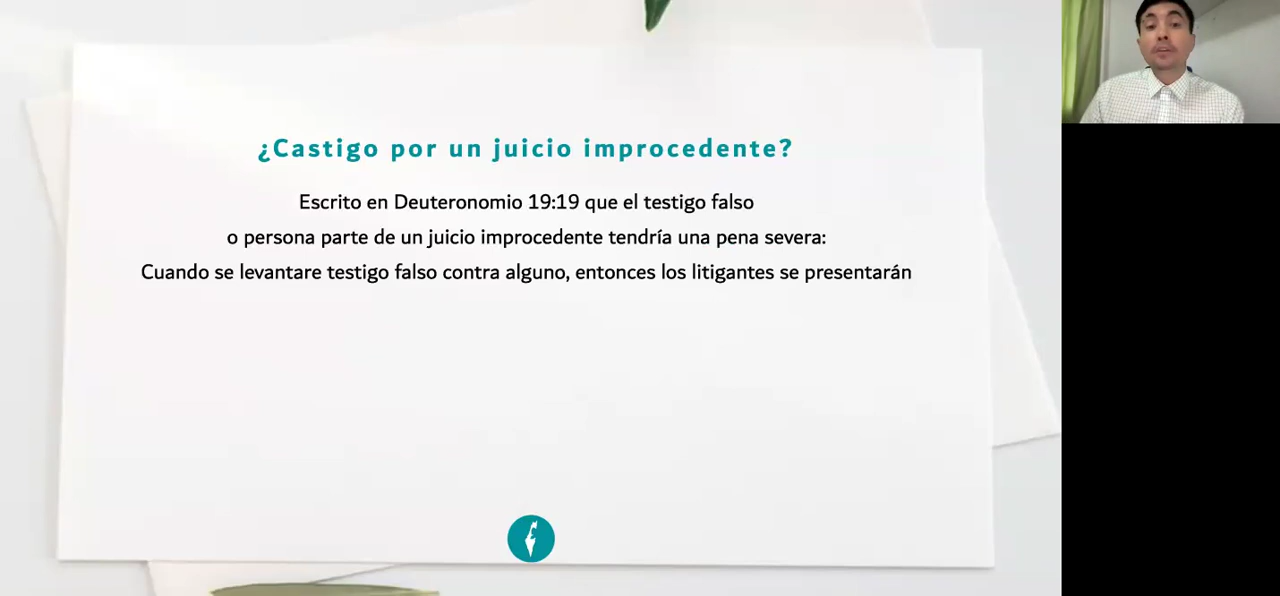 ¿Castigo por un juicio improcedente?
Escrito en Deuteronomio 19:19 que el testigo falso
o persona parte de un juicio improcedente tendría una pena severa:
Cuando se levantare testigo falso contra alguno, entonces los litigantes se presentarán